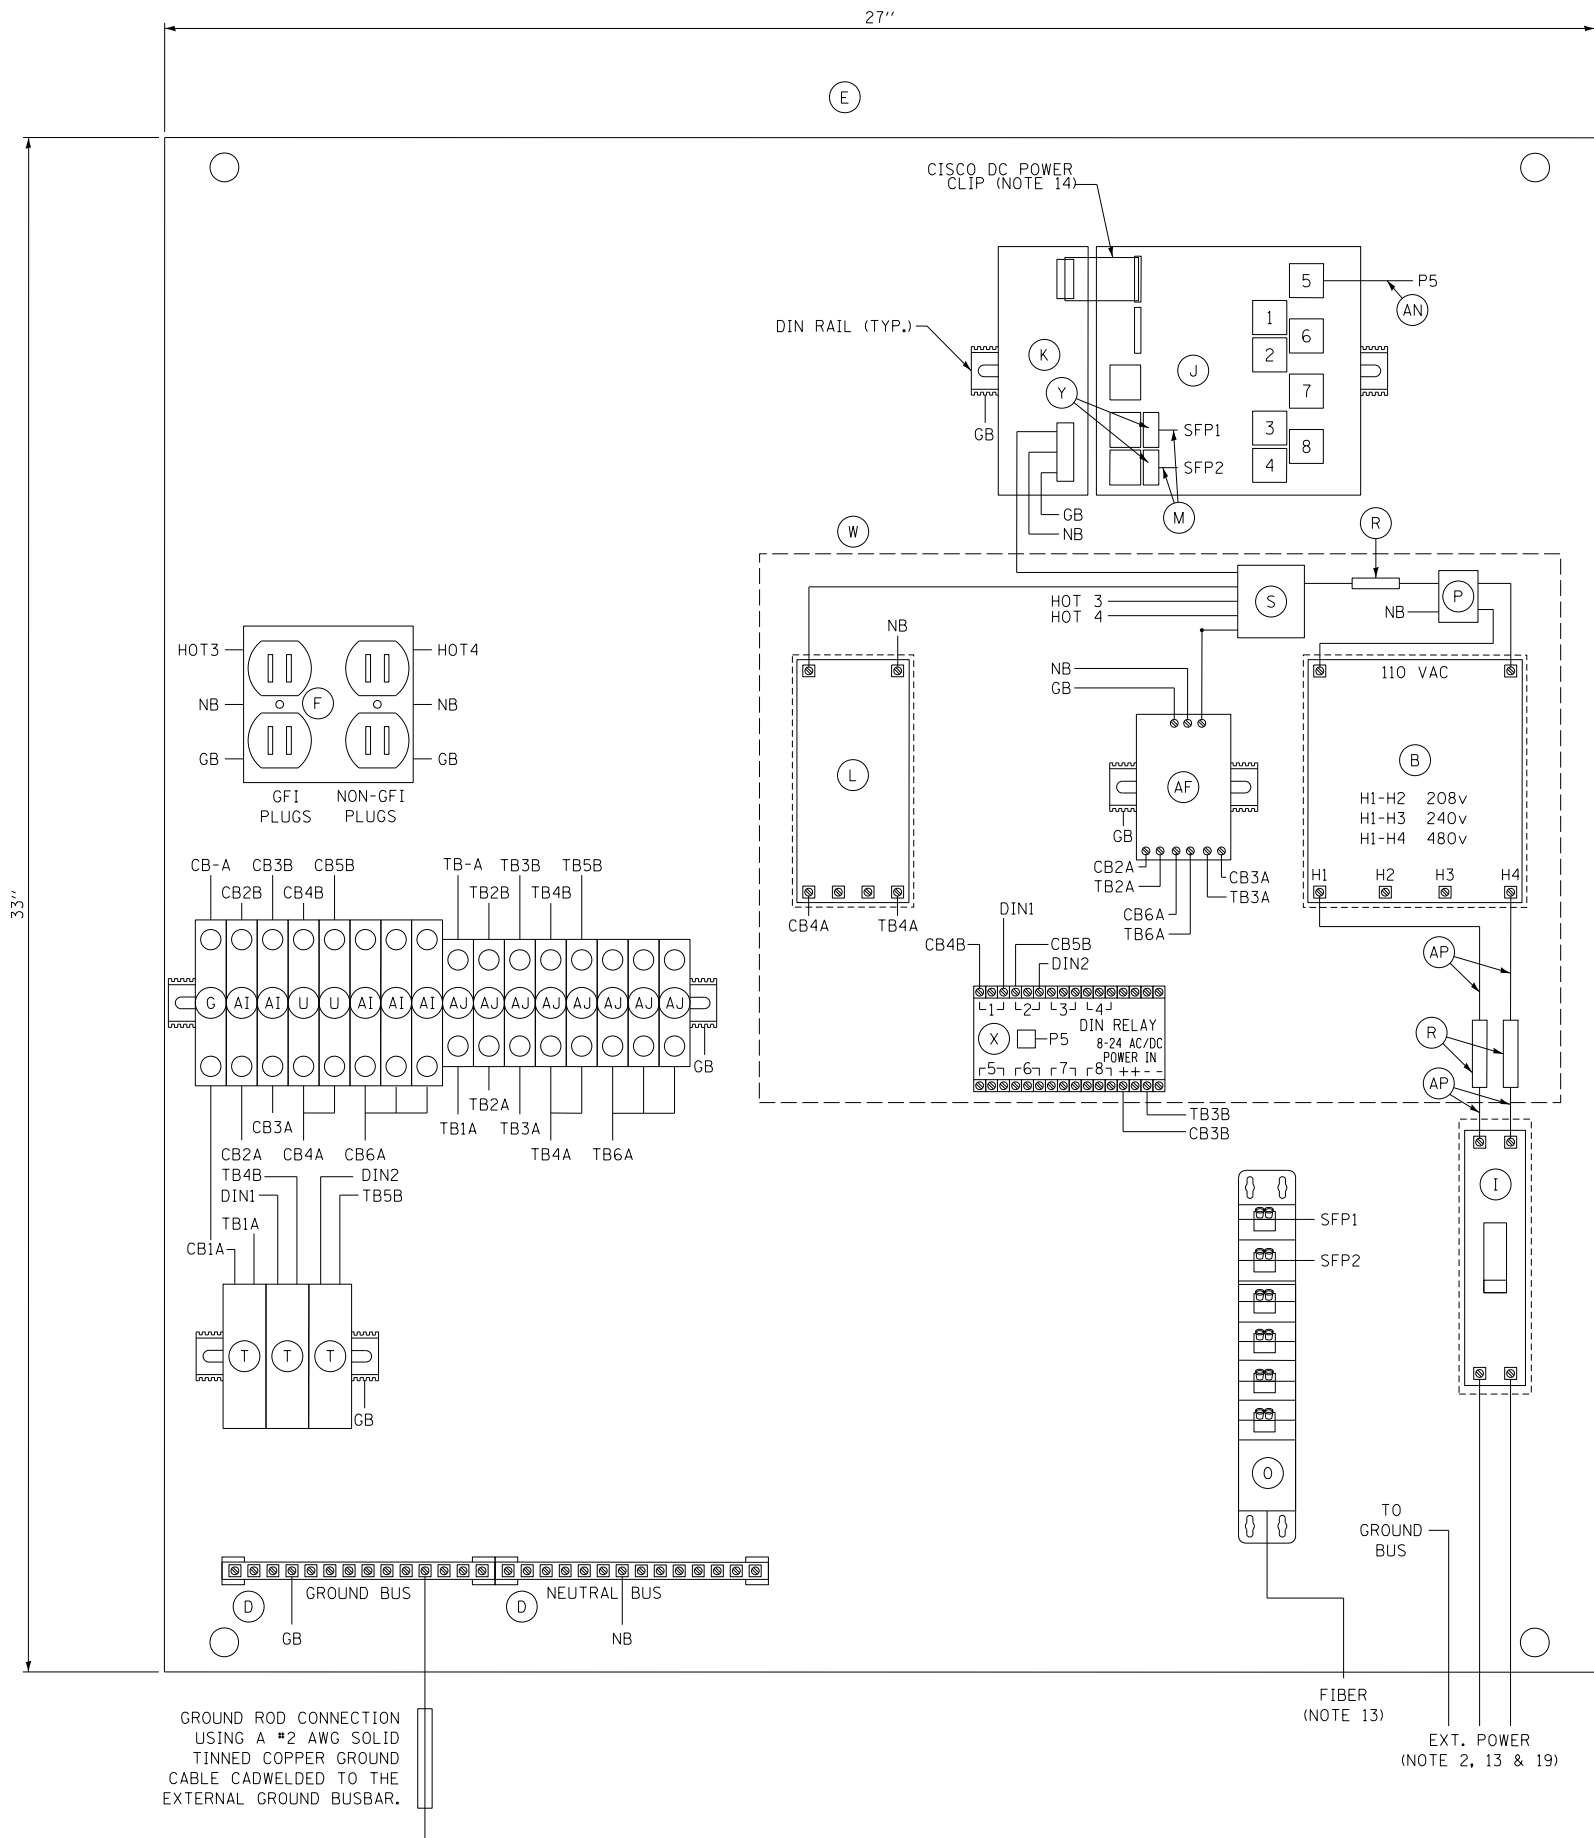 27''
E
33''
CISCO DC POWER
CLIP (NOTE 14)
DIN RAIL (TYP.)
GB
K
Y
J
SFP1
SFP2
M
GB
NB
5
P5
AN
1
6
2
7
3
8
4
W
R
S
P
HOT 3
HOT 4
NB
NB
L
CB4A
TB4A
NB
GB
AF
GB
CB2A
TB2A
CB6A
TB6A
CB3A
TB3A
110 VAC
B
H1-H2 208v
H1-H3 240v
H1-H4 480v
H1
H2
H3
H4
AP
R
AP
HOT3
HOT4
NB
F
NB
GB
GB
GFI
PLUGS
NON-GFI
PLUGS
CB-A
CB3B
CB5B
TB-A
TB3B
TB5B
CB2B
CB4B
TB2B
TB4B
G
AI
AI
U
U
AI
AI
AI
AJ
AJ
AJ
AJ
AJ
AJ
AJ
AJ
GB
CB3A
TB2A
TB1A
TB3A
CB2A
CB4A
CB6A
TB4A
TB6A
TB4B
DIN2
DIN1
TB5B
TB1A
CB1A
T
T
T
GB
DIN1
CB4B
CB5B
DIN2
1
2
3
4
X
P5
DIN RELAY
8-24 AC/DC
POWER IN
5
6
7
8
++--
TB3B
CB3B
I
SFP1
SFP2
O
TO
GROUND
BUS
D
GROUND BUS
GB
D
NEUTRAL BUS
NB
FIBER
(NOTE 13)
EXT. POWER
(NOTE 2, 13 & 19)
GROUND ROD CONNECTION
USING A #2 AWG SOLID
TINNED COPPER GROUND
CABLE CADWELDED TO THE
EXTERNAL GROUND BUSBAR.